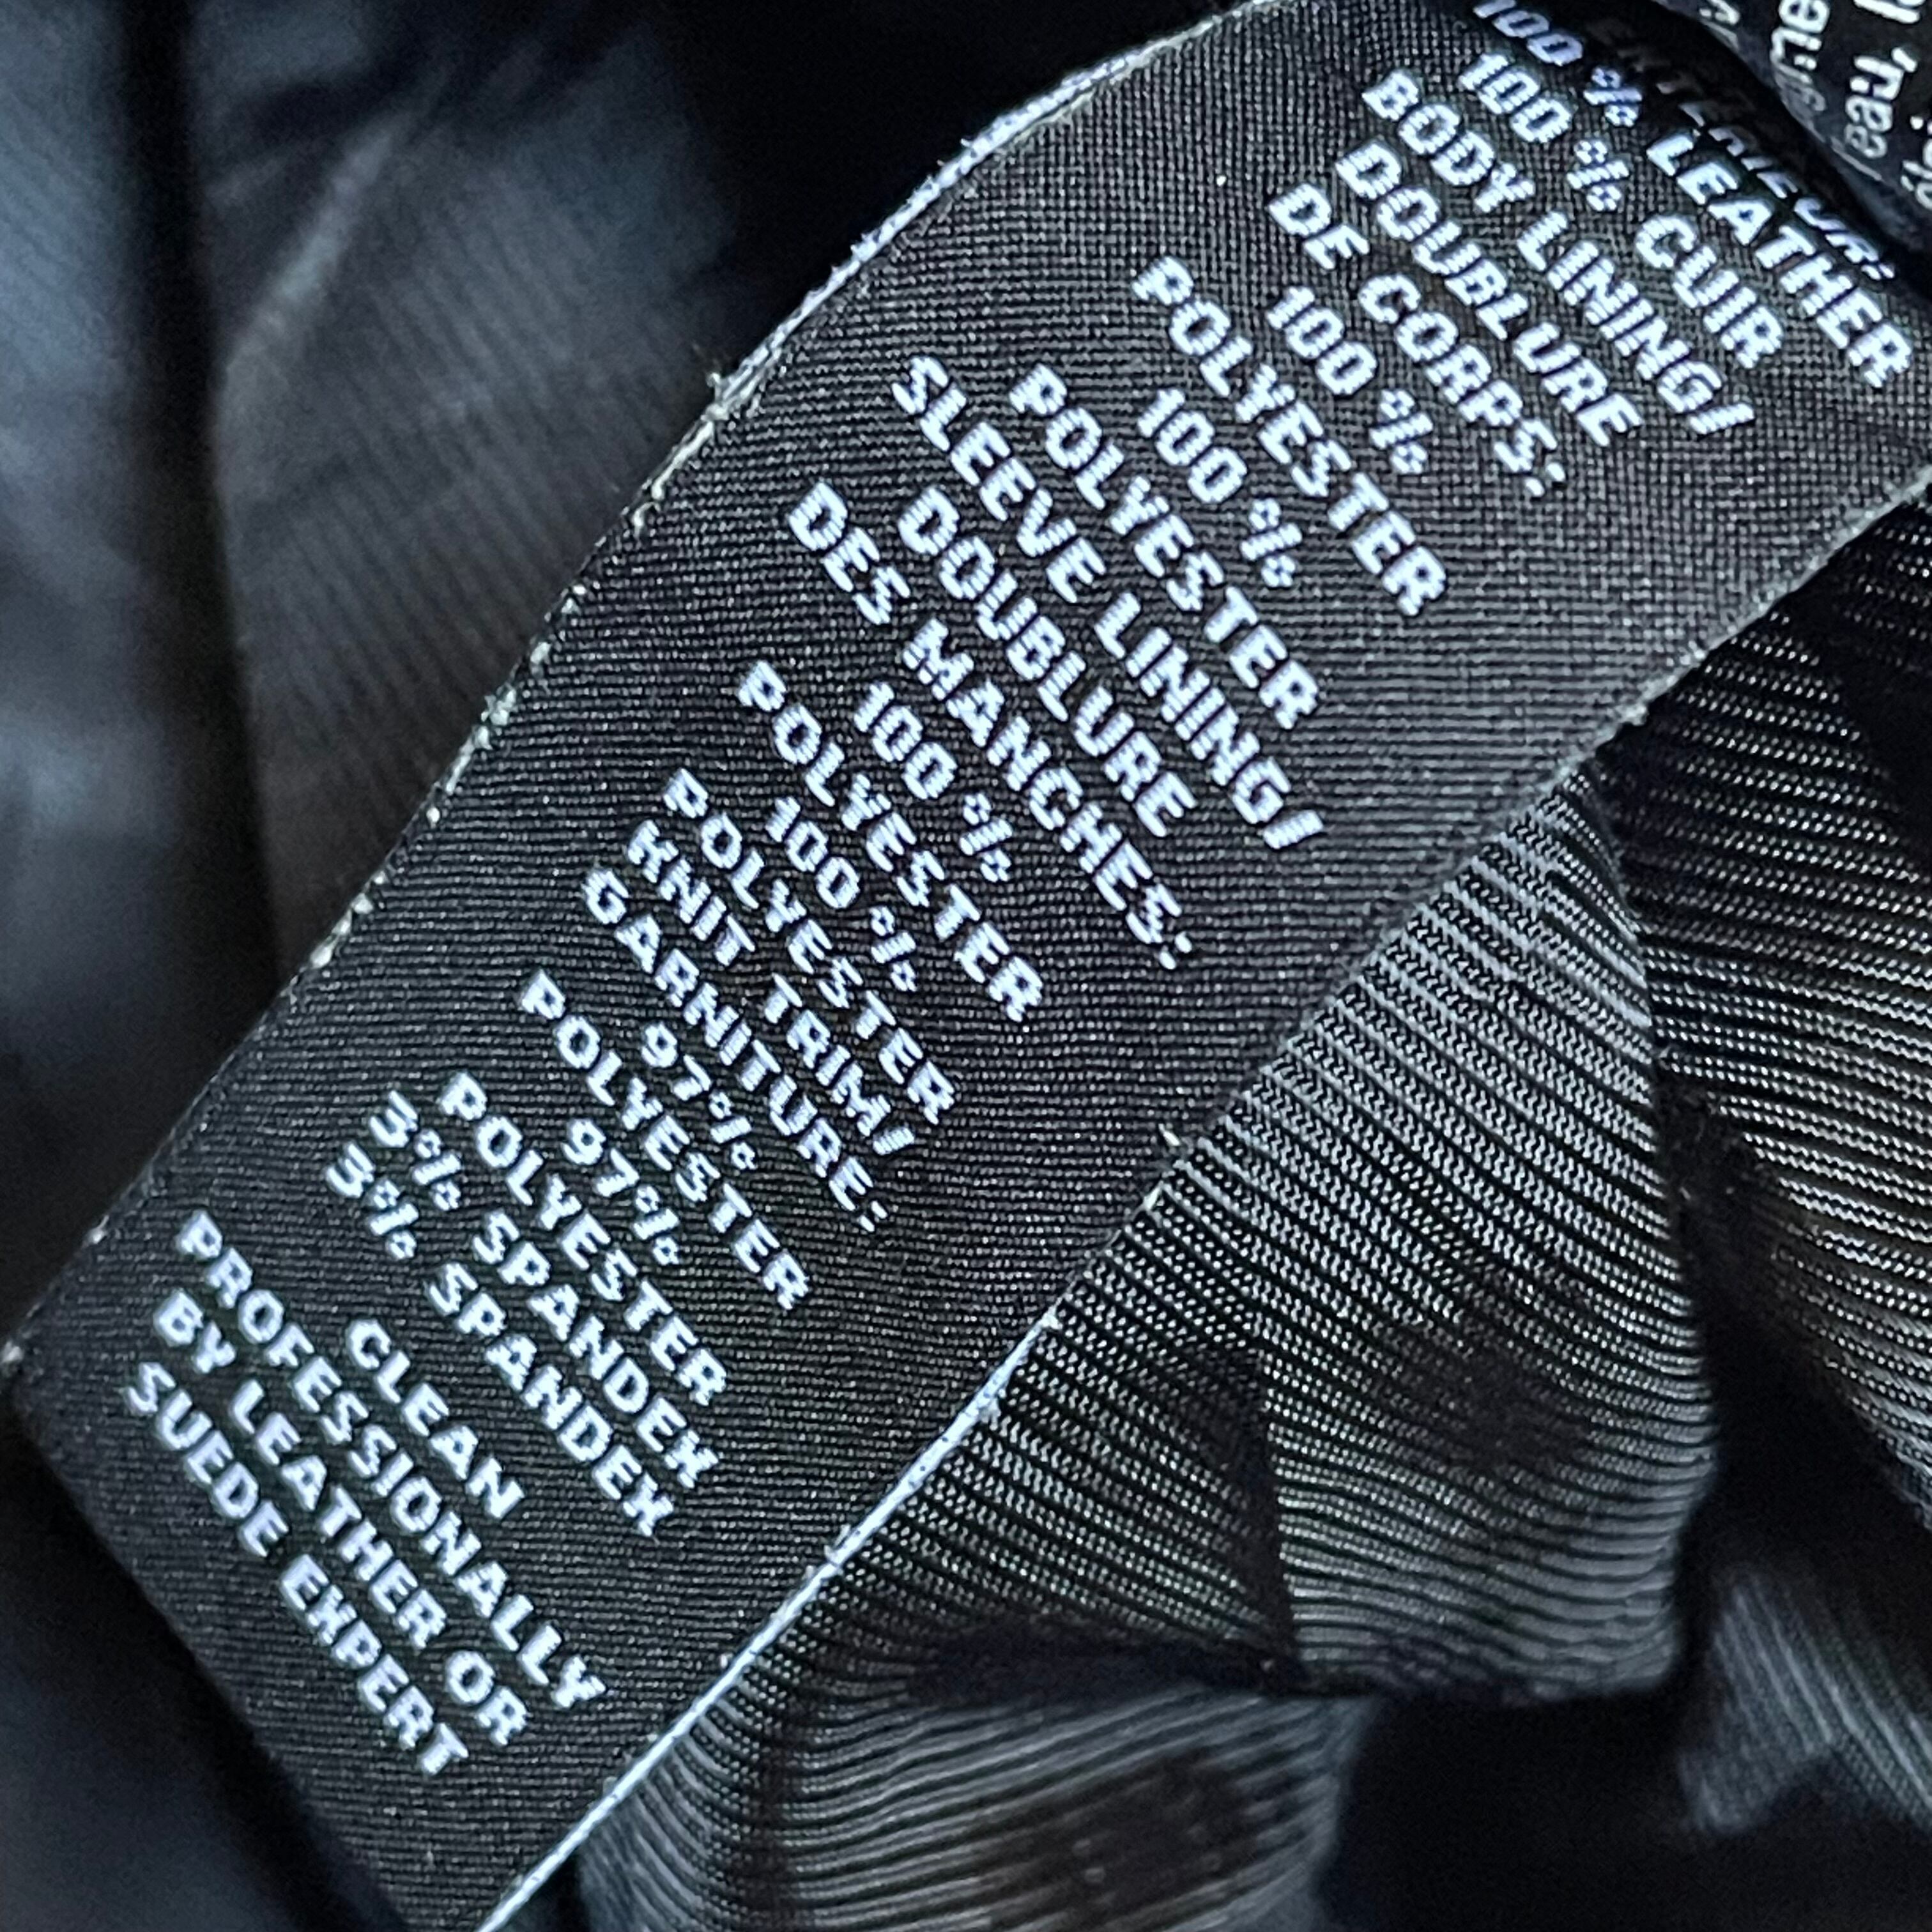 EXTERIEUR:
100 % LEATHER
100 % CUIR
BODY LINING/
DOUBLURE
DE CORPS:
100 %
POLYESTER
100 %
POLYESTER
SLEEVE LINING/
DOUBLURE
DES MANCHES:
100 %
POLYESTER
100 %
POLYESTER
KNIT TRIM/
GARNITURE:
97%
POLYESTER
97%
POLYESTER
3% SPANDEX
3% SPANDEX
CLEAN
PROFESSIONALLY
BY LEATHER OR
SUEDE EXPERT